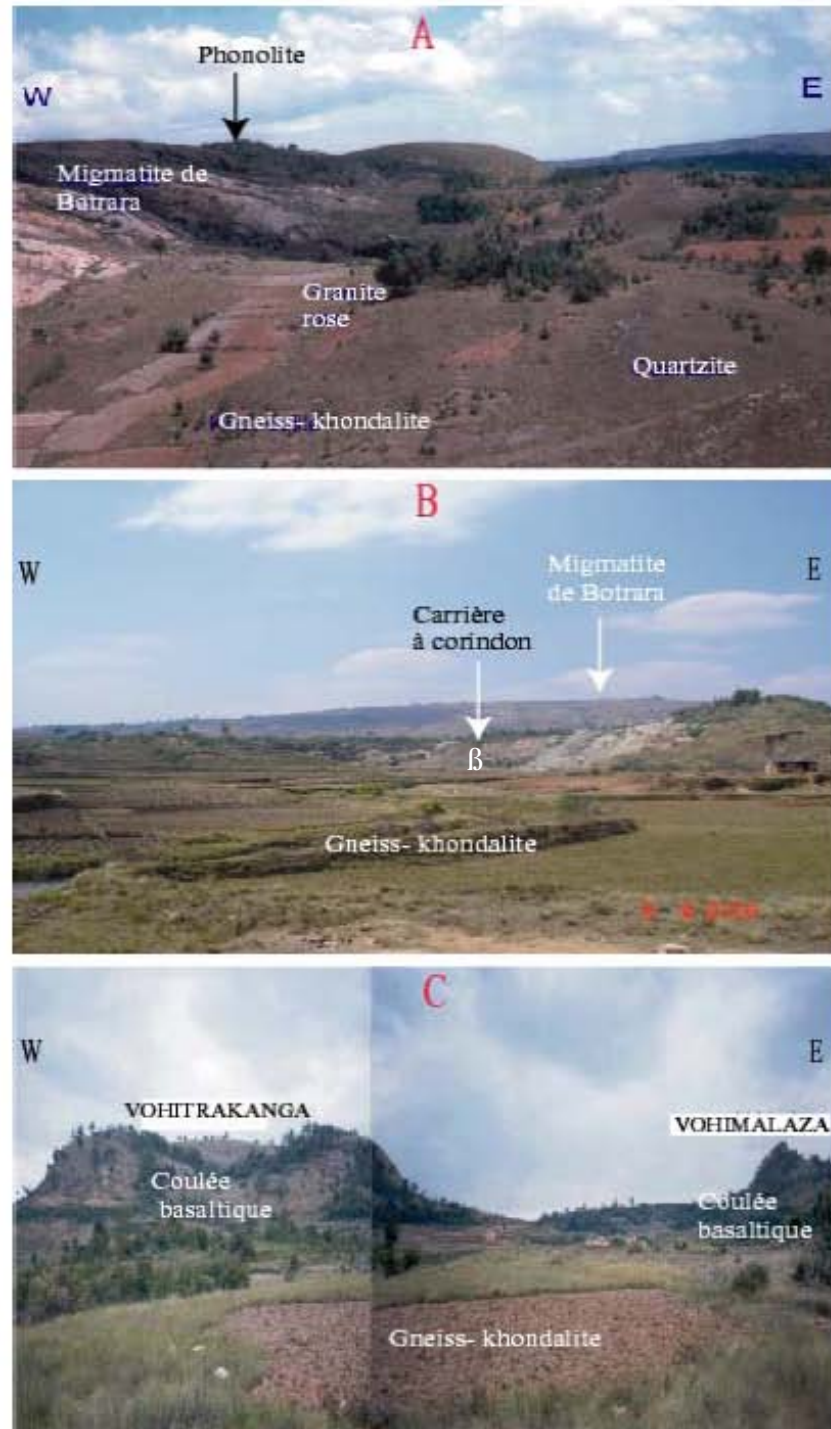 A
Phonolite
W
E
Migmatite de
Batrara
Granite
rose
Quartzite
Gneiss- khondalite
B
W
E
Migmatite
de Botrara
Carrière
à corindon
ß
Gneiss- khondalite
C
W
E
VOHITRAKANGA
VOHIMALAZA
Coulée
basaltique
Coulée
basaltique
Gneiss- khondalite